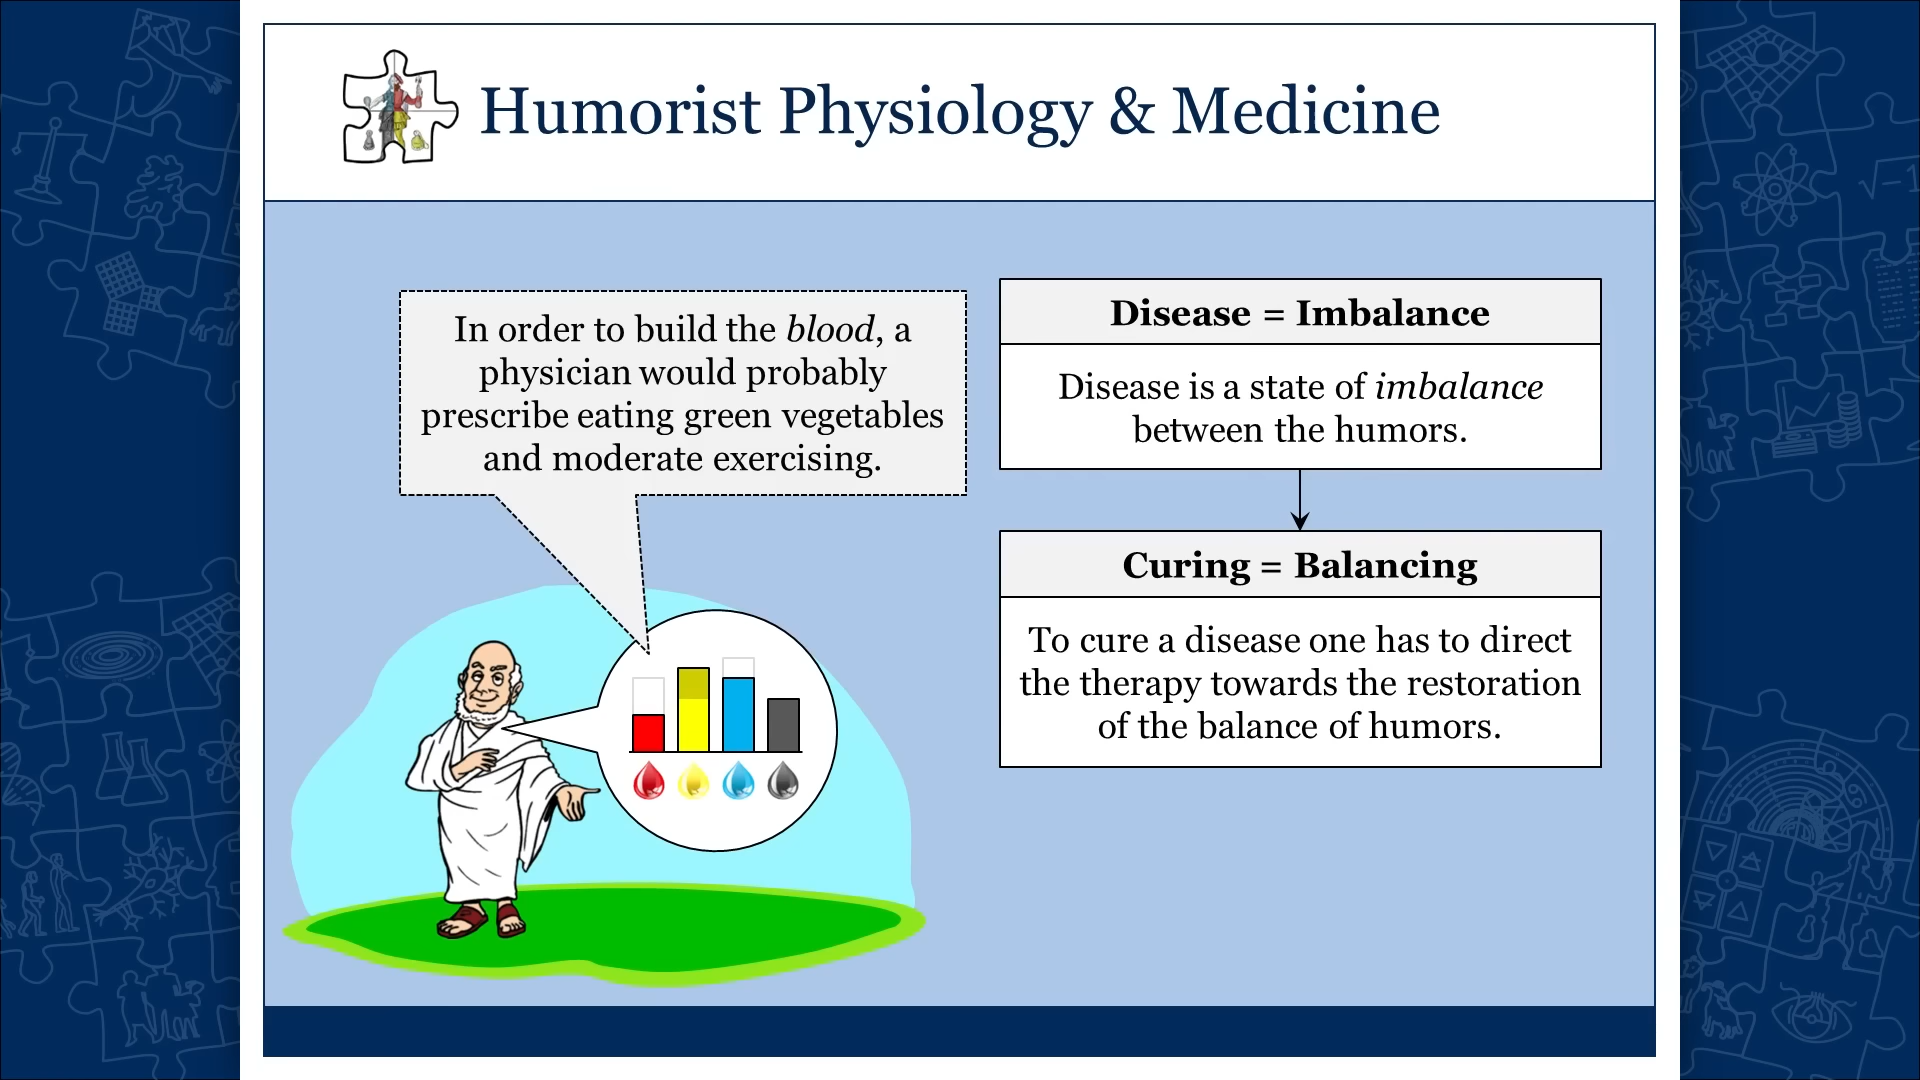 Humorist Physiology & Medicine
In order to build the blood, a
physician would probably
prescribe eating green vegetables
and moderate exercising.
Disease = Imbalance
Disease is a state of imbalance
between the humors.
Curing = Balancing
To cure a disease one has to direct
the therapy towards the restoration
of the balance of humors.
√-1